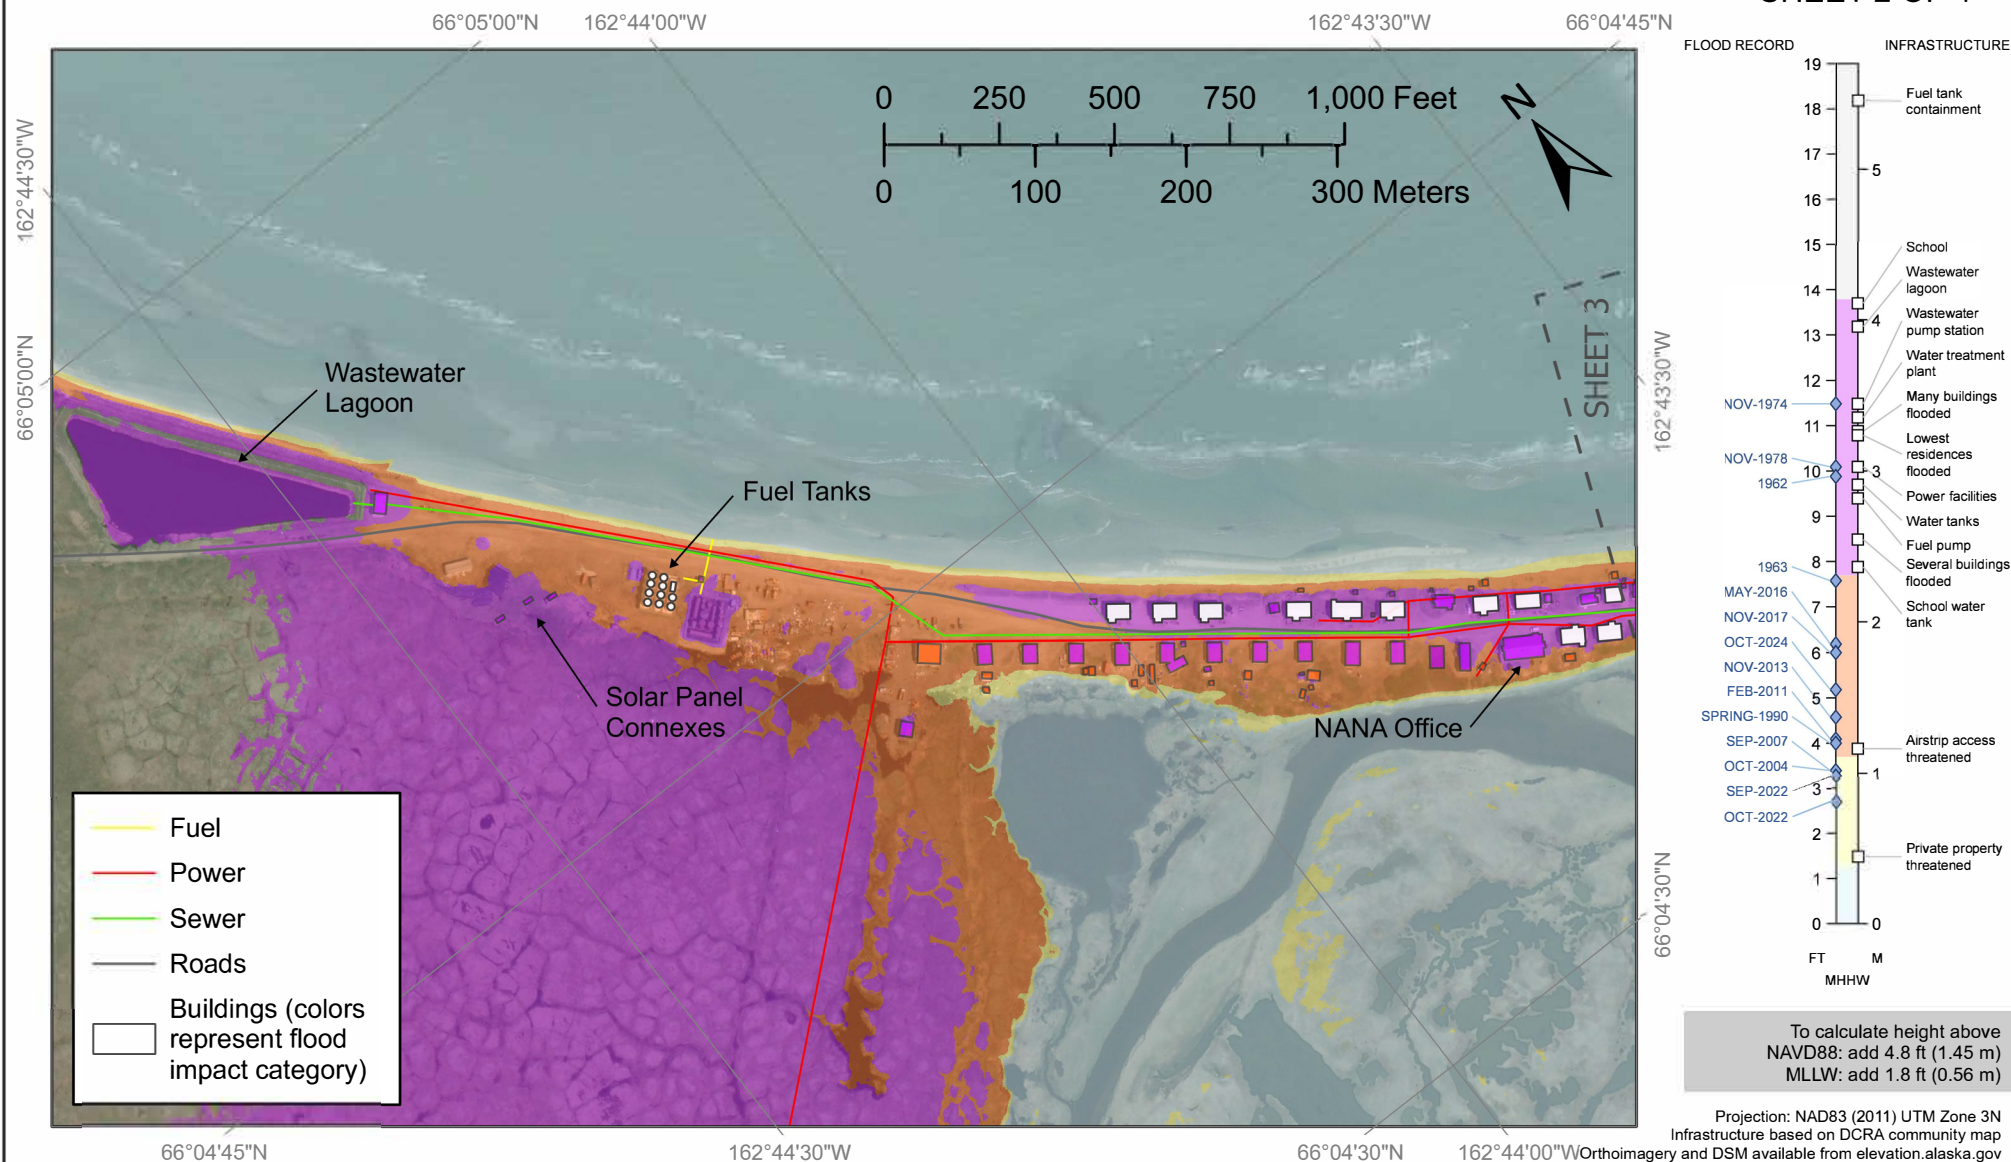 66°05'00"N
162°44'00"W
162°43'30"W
66°04'45"N
FLOOD RECORD
INFRASTRUCTURE
162°44'30"W
66°05'00"N
0 250 500 750 1,000 Feet
0 100 200 300 Meters
N
SHEET 3
Wastewater
Lagoon
Fuel Tanks
Solar Panel
Connexes
NANA Office
Fuel
Power
Sewer
Roads
Buildings (colors
represent flood
impact category)
162°43'30"W
66°04'30"N
66°04'45"N
162°44'30"W
66°04'30"N
162°44'00"W
19
18
17
16
15
14
13
12
11
10
9
8
7
6
5
4
3
2
1
0
5
4
3
2
1
0
NOV-1974
NOV-1978
1962
1963
MAY-2016
NOV-2017
OCT-2024
NOV-2013
FEB-2011
SPRING-1990
SEP-2007
OCT-2004
SEP-2022
OCT-2022
Fuel tank
containment
School
Wastewater
lagoon
Wastewater
pump station
Water treatment
plant
Many buildings
flooded
Lowest
residences
flooded
Power facilities
Water tanks
Fuel pump
Several buildings
flooded
School water
tank
Airstrip access
threatened
Private property
threatened
FT M
MHHW
To calculate height above
NAVD88: add 4.8 ft (1.45 m)
MLLW: add 1.8 ft (0.56 m)
Projection: NAD83 (2011) UTM Zone 3N
Infrastructure based on DCRA community map
Orthoimagery and DSM available from elevation.alaska.gov